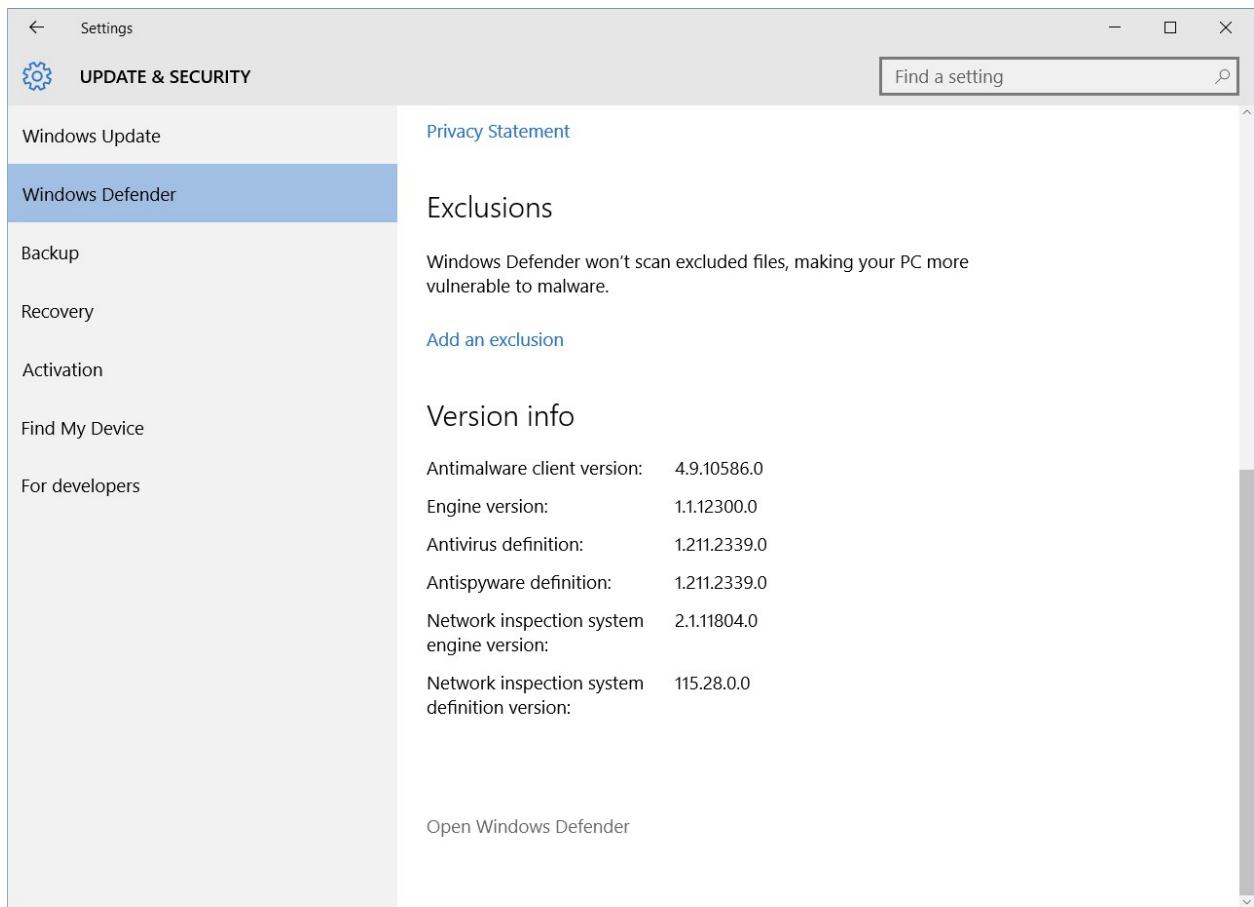 Settings
UPDATE & SECURITY
Find a setting
Windows Update
Windows Defender
Backup
Recovery
Activation
Find My Device
For developers
Privacy Statement
Exclusions
Windows Defender won't scan excluded files, making your PC more
vulnerable to malware.
Add an exclusion
Version info
Antimalware client version: 4.9.10586.0
Engine version: 1.1.12300.0
Antivirus definition: 1.211.2339.0
Antispyware definition: 1.211.2339.0
Network inspection system 2.1.11804.0
engine version:
Network inspection system 115.28.0.0
definition version:
Open Windows Defender